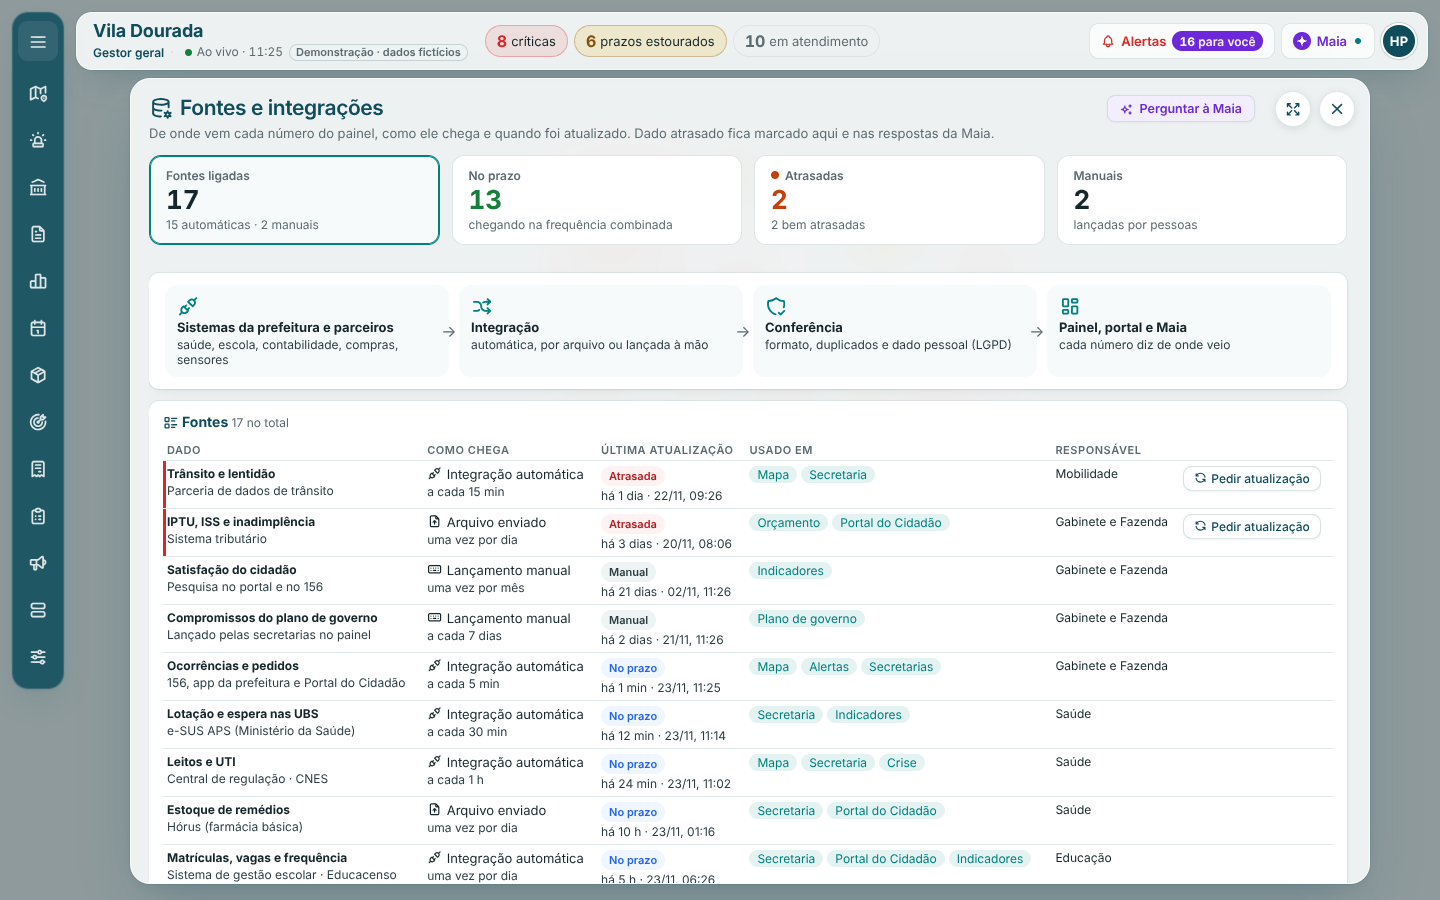 Vila Dourada
Gestor geral · Ao vivo · 11:25 Demonstração · dados fictícios
8 críticas
6 prazos estourados
10 em atendimento
Alertas 16 para você
Maia
HP
Fontes e integrações
Perguntar à Maia
De onde vem cada número do painel, como ele chega e quando foi atualizado. Dado atrasado fica marcado aqui e nas respostas da Maia.
Fontes ligadas
17
15 automáticas · 2 manuais
No prazo
13
chegando na frequência combinada
Atrasadas
2
2 bem atrasadas
Manuais
2
lançadas por pessoas
Sistemas da prefeitura e parceiros
saúde, escola, contabilidade, compras,
sensores
Integração
automática, por arquivo ou lançada à mão
Conferência
formato, duplicados e dado pessoal (LGPD)
Painel, portal e Maia
cada número diz de onde veio
Fontes 17 no total
DADO COMO CHEGA ÚLTIMA ATUALIZAÇÃO USADO EM RESPONSÁVEL
Trânsito e lentidão Integração automática Atrasada Mapa Secretaria Mobilidade Pedir atualização
Parceria de dados de trânsito a cada 15 min há 1 dia · 22/11, 09:26
IPTU, ISS e inadimplência Arquivo enviado Atrasada Orçamento Portal do Cidadão Gabinete e Fazenda Pedir atualização
Sistema tributário uma vez por dia há 3 dias · 20/11, 08:06
Satisfação do cidadão Lançamento manual Manual Indicadores Gabinete e Fazenda
Pesquisa no portal e no 156 uma vez por mês há 21 dias · 02/11, 11:26
Compromissos do plano de governo Lançamento manual Manual Plano de governo Gabinete e Fazenda
Lançado pelas secretarias no painel a cada 7 dias há 2 dias · 21/11, 11:26
Ocorrências e pedidos Integração automática No prazo Mapa Alertas Secretarias Gabinete e Fazenda
156, app da prefeitura e Portal do Cidadão a cada 5 min há 1 min · 23/11, 11:25
Lotação e espera nas UBS Integração automática No prazo Secretaria Indicadores Saúde
e-SUS APS (Ministério da Saúde) a cada 30 min há 12 min · 23/11, 11:14
Leitos e UTI Integração automática No prazo Mapa Secretaria Crise Saúde
Central de regulação · CNES a cada 1 h há 24 min · 23/11, 11:02
Estoque de remédios Arquivo enviado No prazo Secretaria Portal do Cidadão Saúde
Hórus (farmácia básica) uma vez por dia há 10 h · 23/11, 01:16
Matrículas, vagas e frequência Integração automática No prazo Secretaria Portal do Cidadão Indicadores Educação
Sistema de gestão escolar · Educacenso uma vez por dia há 5 h · 23/11, 06:26